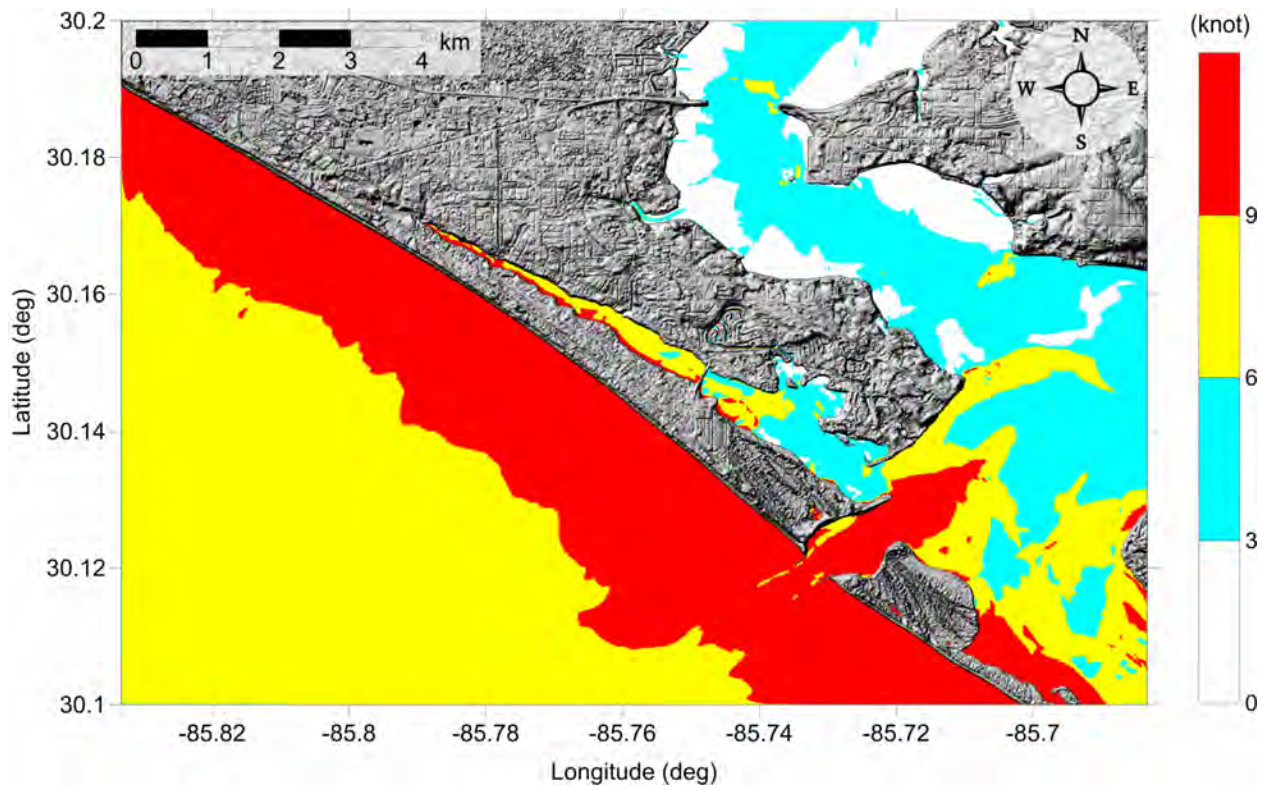 (knot)
30.2
km
0 1 2 3 4
N
W E
S
9
30.18
30.16
6
Latitude (deg)
30.14
3
30.12
30.1
0
-85.82 -85.8 -85.78 -85.76 -85.74 -85.72 -85.7
Longitude (deg)